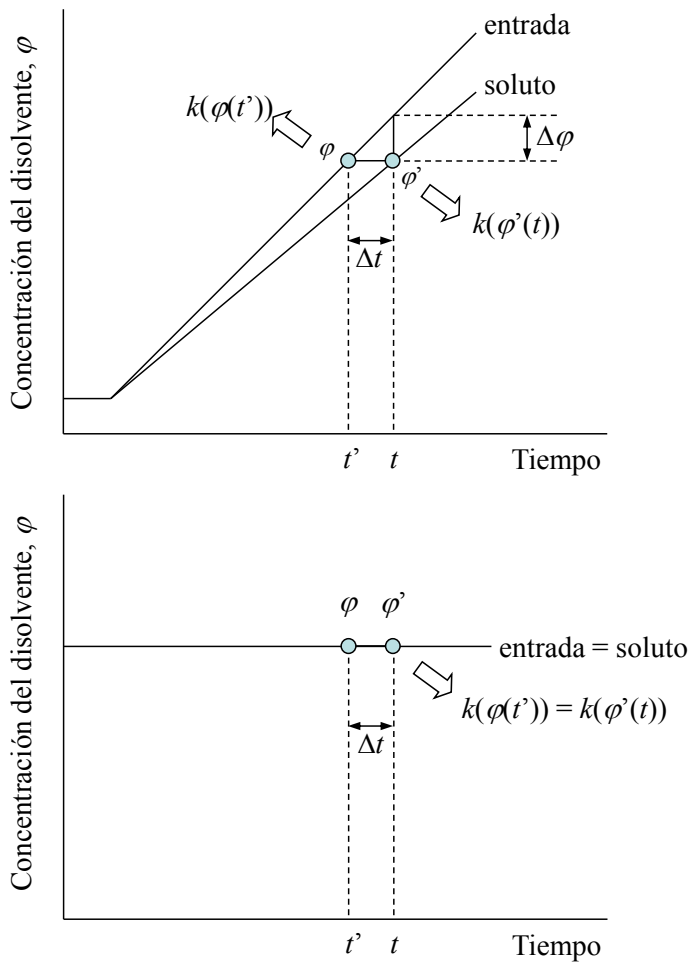 entrada
soluto
k(φ(t’))
φ
Δφ
φ’
k(φ’(t))
Δt
t’ t Tiempo
Concentración del disolvente, φ
φ φ’
entrada = soluto
k(φ(t’)) = k(φ’(t))
Δt
t’ t Tiempo
Concentración del disolvente, φ